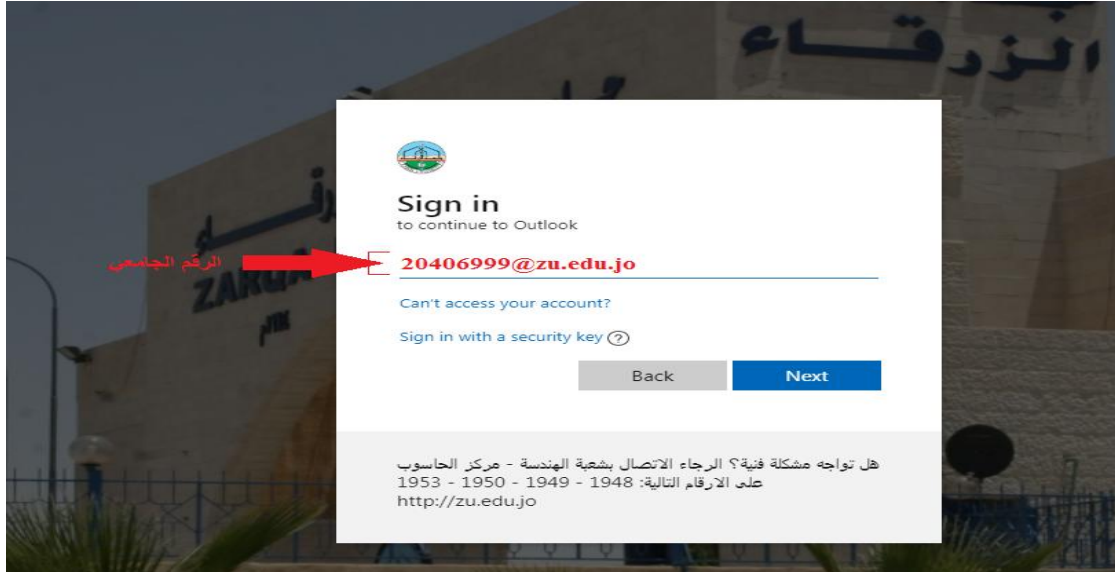 الزرقاء
ZARQA
Sign in
to continue to Outlook
الرقم الجامعي
20406999@zu.edu.jo
Can't access your account?
Sign in with a security key
Back
Next
هل تواجه مشكلة فنية؟ الرجاء الاتصال بشعبة الهندسة - مركز الحاسوب
على الارقام التالية: 1948 - 1949 - 1950 - 1953
http://zu.edu.jo